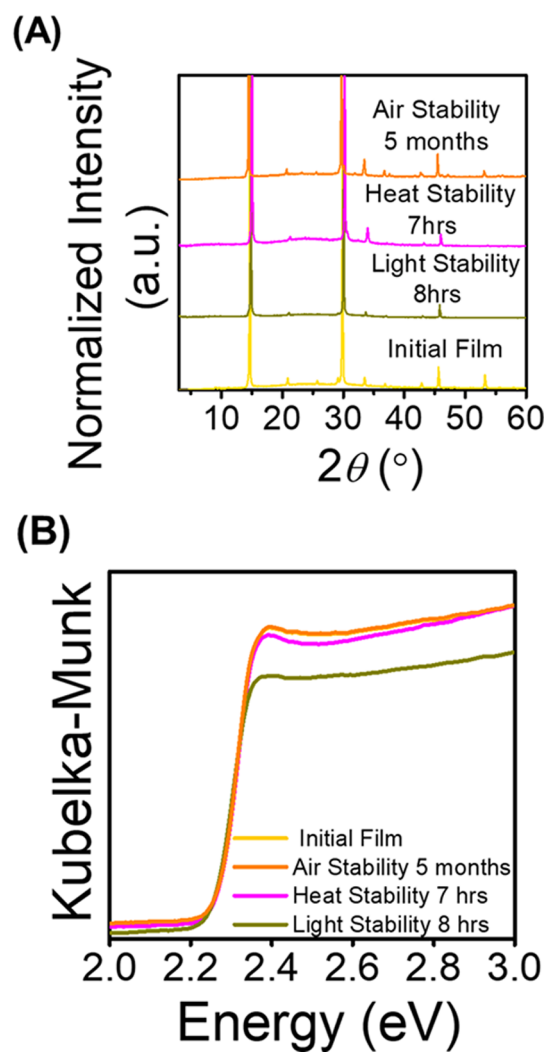 (A)
Normalized Intensity
(a.u.)
Air Stability
5 months
Heat Stability
7hrs
Light Stability
8hrs
Initial Film
10 20 30 40 50 60
2θ (°)
(B)
Kubelka-Munk
Initial Film
Air Stability 5 months
Heat Stability 7 hrs
Light Stability 8 hrs
2.0 2.2 2.4 2.6 2.8 3.0
Energy (eV)